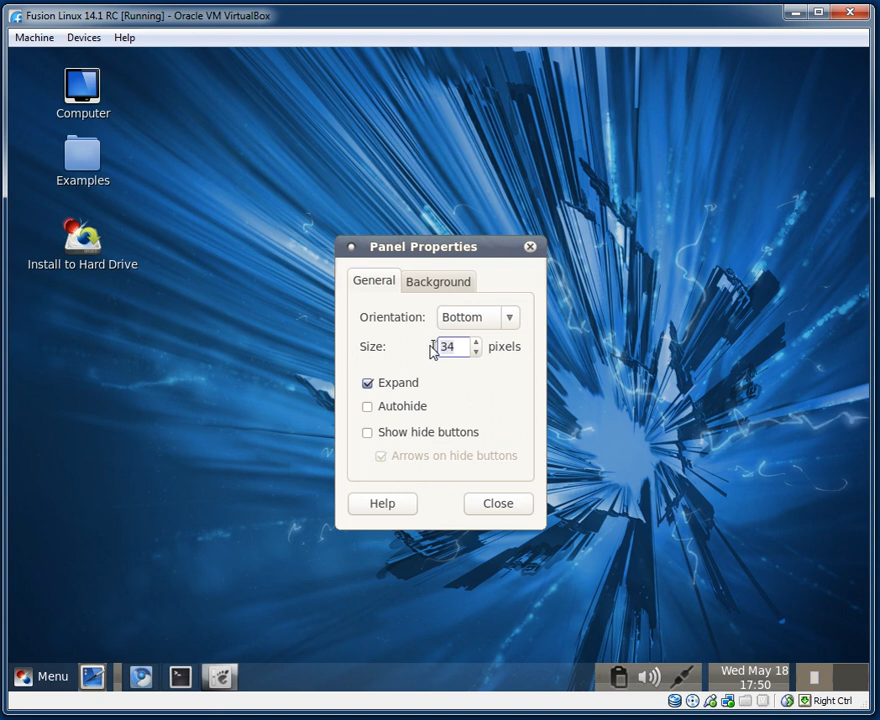 Fusion Linux 14.1 RC [Running] - Oracle VM VirtualBox
Machine Devices Help
Computer
Examples
Install to Hard Drive
Panel Properties
General Background
Orientation: Bottom
Size: 34 pixels
Expand
Autohide
Show hide buttons
Arrows on hide buttons
Help Close
Menu
Wed May 18
17:50
Right Ctrl